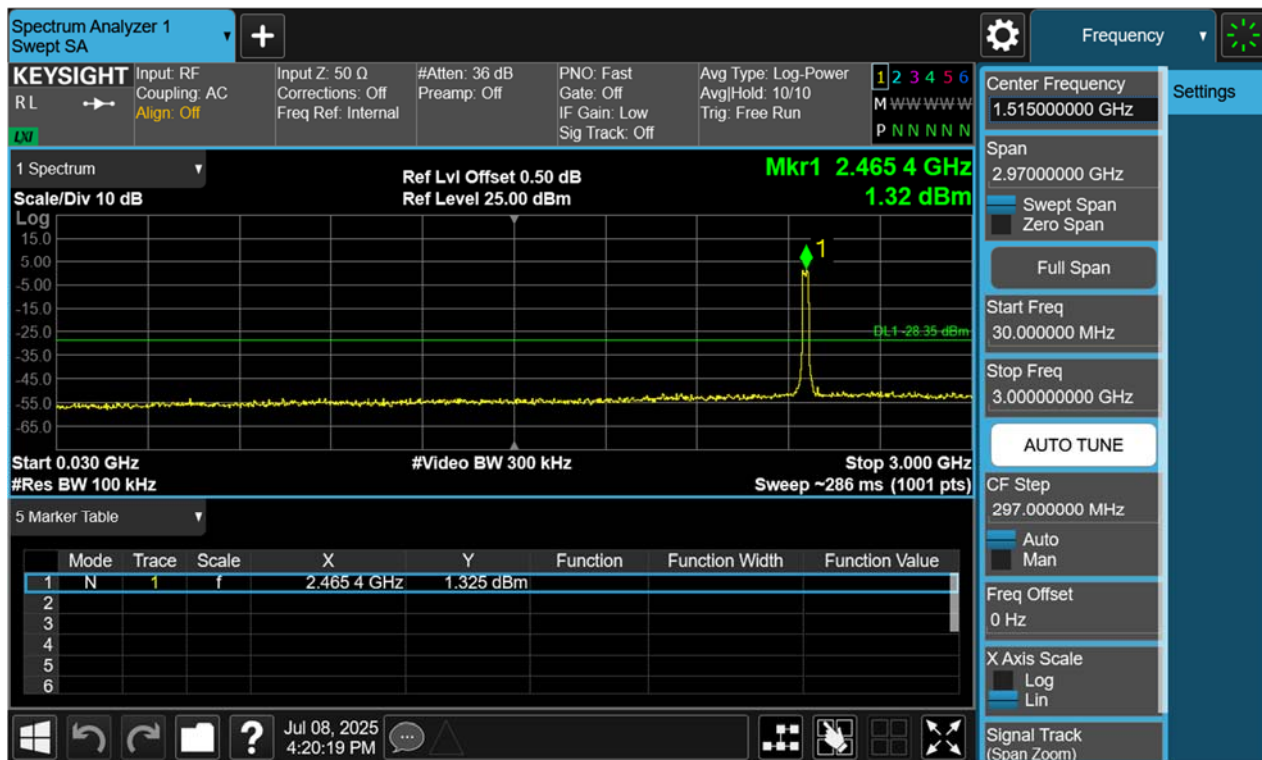 Spectrum Analyzer 1
Swept SA
Frequency
KEYSIGHT
RL
LXI
Input: RF
Coupling: AC
Align: Off
Input Z: 50 Ω
Corrections: Off
Freq Ref: Internal
#Atten: 36 dB
Preamp: Off
PNO: Fast
Gate: Off
IF Gain: Low
Sig Track: Off
Avg Type: Log-Power
Avg|Hold: 10/10
Trig: Free Run
1 2 3 4 5 6
M W W W W W
P N N N N N
1 Spectrum
Scale/Div 10 dB
Ref Lvl Offset 0.50 dB
Ref Level 25.00 dBm
Mkr1 2.465 4 GHz
1.32 dBm
Log
15.0
5.00
-5.00
-15.0
-25.0
-35.0
-45.0
-55.0
-65.0
1
DL1 -28.35 dBm
Start 0.030 GHz
#Video BW 300 kHz
Stop 3.000 GHz
#Res BW 100 kHz
Sweep ~286 ms (1001 pts)
5 Marker Table
Mode Trace Scale X Y Function Function Width Function Value
1 N 1 f 2.465 4 GHz 1.325 dBm
2
3
4
5
6
Jul 08, 2025
4:20:19 PM
Center Frequency
1.515000000 GHz
Settings
Span
2.97000000 GHz
Swept Span
Zero Span
Full Span
Start Freq
30.000000 MHz
Stop Freq
3.000000000 GHz
AUTO TUNE
CF Step
297.000000 MHz
Auto
Man
Freq Offset
0 Hz
X Axis Scale
Log
Lin
Signal Track
(Span Zoom)